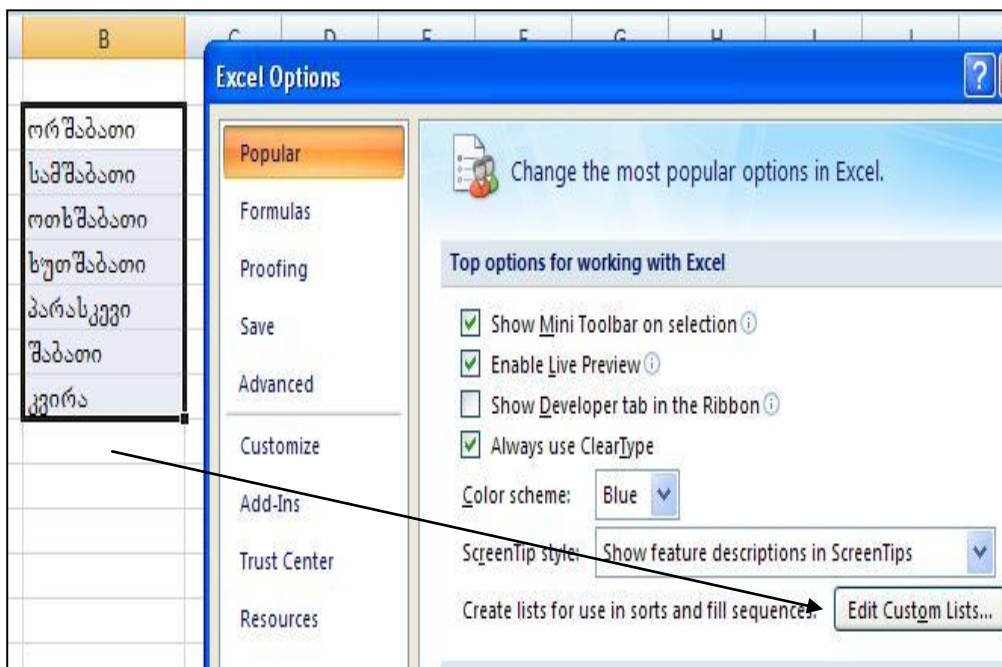 B
Excel Options
ორშაბათი
სამშაბათი
ოთხშაბათი
ხუთშაბათი
პარასკევი
შაბათი
კვირა
Popular
Formulas
Proofing
Save
Advanced
Customize
Add-Ins
Trust Center
Resources
Change the most popular options in Excel.
Top options for working with Excel
Show Mini Toolbar on selection
Enable Live Preview
Show Developer tab in the Ribbon
Always use ClearType
Color scheme: Blue
ScreenTip style: Show feature descriptions in ScreenTips
Create lists for use in sorts and fill sequences: Edit Custom Lists...